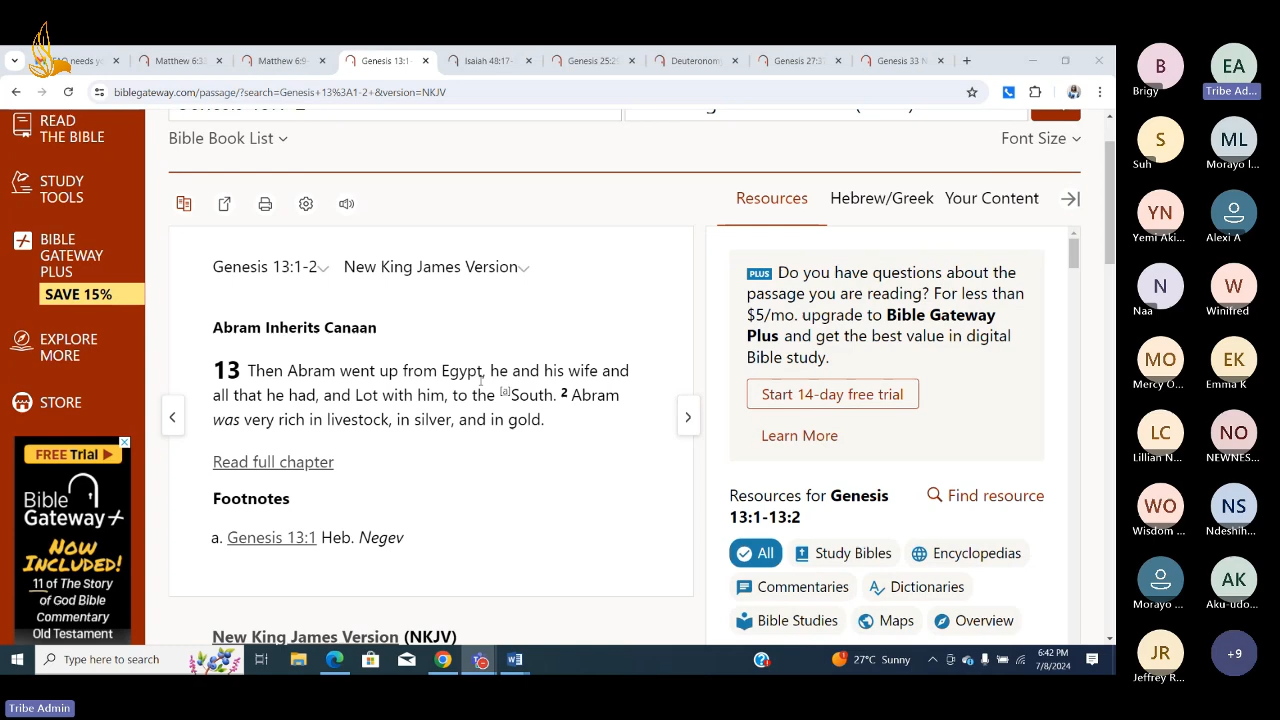 Matthew 6:33
Matthew 6:9-
Genesis 13:1-
Isaiah 48:17-
Genesis 25:29
Deuteronom
Genesis 27:3
Genesis 33 N
biblegateway.com/passage/?search=Genesis+13%3A1-2+&version=NKJV
READ
THE BIBLE
STUDY
TOOLS
BIBLE
GATEWAY
PLUS
SAVE 15%
EXPLORE
MORE
STORE
FREE Trial
Bible
Gateway+
NOW
INCLUDED!
11 of The Story
of God Bible
Commentary
Old Testament
Bible Book List
Font Size
Resources
Hebrew/Greek
Your Content
Genesis 13:1-2
New King James Version
Abram Inherits Canaan
13 Then Abram went up from Egypt, he and his wife and
all that he had, and Lot with him, to the [a]South. 2 Abram
was very rich in livestock, in silver, and in gold.
Read full chapter
Footnotes
a. Genesis 13:1 Heb. Negev
New King James Version (NKJV)
PLUS Do you have questions about the
passage you are reading? For less than
$5/mo. upgrade to Bible Gateway
Plus and get the best value in digital
Bible study.
Start 14-day free trial
Learn More
Resources for Genesis
13:1-13:2
Find resource
All
Study Bibles
Encyclopedias
Commentaries
Dictionaries
Bible Studies
Maps
Overview
Type here to search
27°C Sunny
6:42 PM
7/8/2024
Tribe Admin
B
Brigy
EA
Tribe Ad...
S
Suh
ML
Morayo l...
YN
Yemi Aki...
Alexi A
N
Naa
W
Winifred
MO
Mercy O...
EK
Emma K
LC
Lillian N...
NO
NEWNES...
WO
Wisdom ...
NS
Ndeshih...
Morayo ...
AK
Aku-udo...
JR
Jeffrey R...
+9